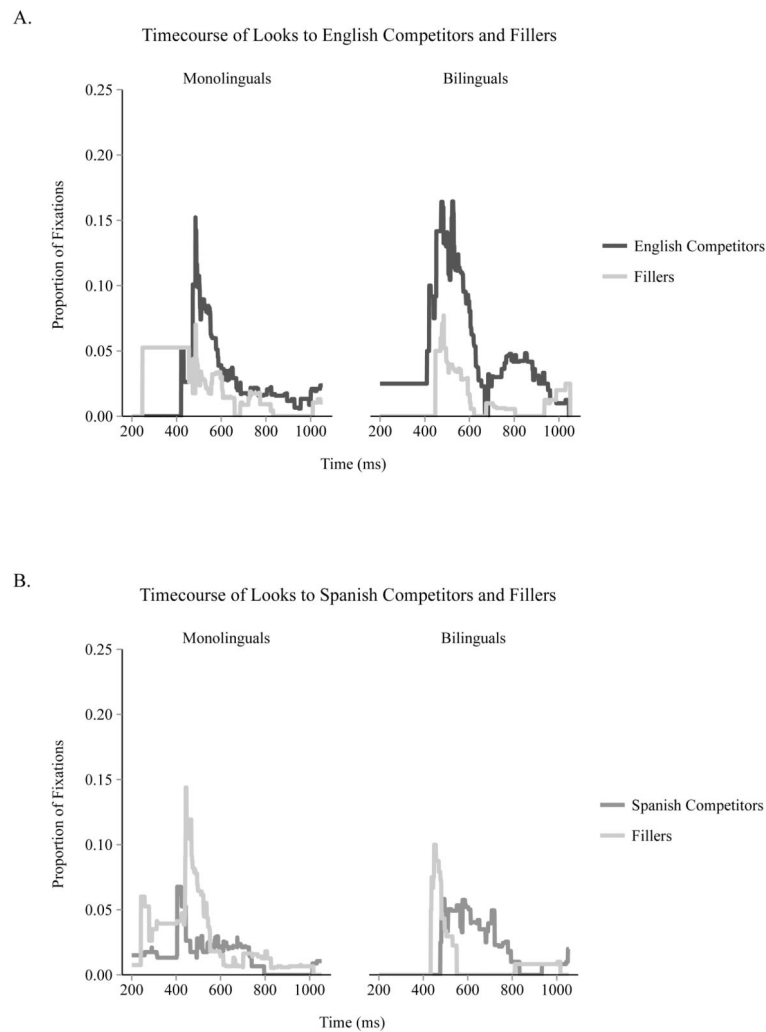 A.
Timecourse of Looks to English Competitors and Fillers
Monolinguals
Bilinguals
0.25
0.20
0.15
0.10
0.05
0.00
Proportion of Fixations
200 400 600 800 1000
200 400 600 800 1000
Time (ms)
English Competitors
Fillers
B.
Timecourse of Looks to Spanish Competitors and Fillers
Monolinguals
Bilinguals
0.25
0.20
0.15
0.10
0.05
0.00
Proportion of Fixations
200 400 600 800 1000
200 400 600 800 1000
Time (ms)
Spanish Competitors
Fillers